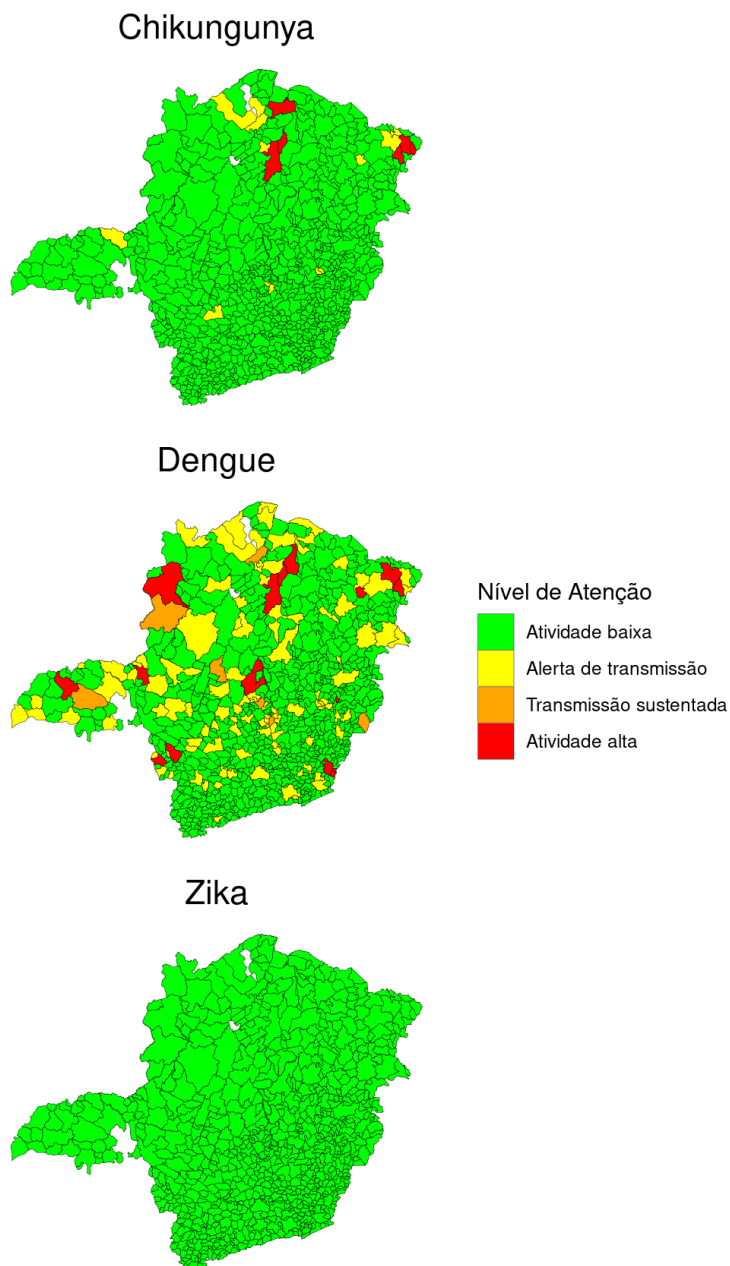 Chikungunya
Dengue
Nível de Atenção
Atividade baixa
Alerta de transmissão
Transmissão sustentada
Atividade alta
Zika